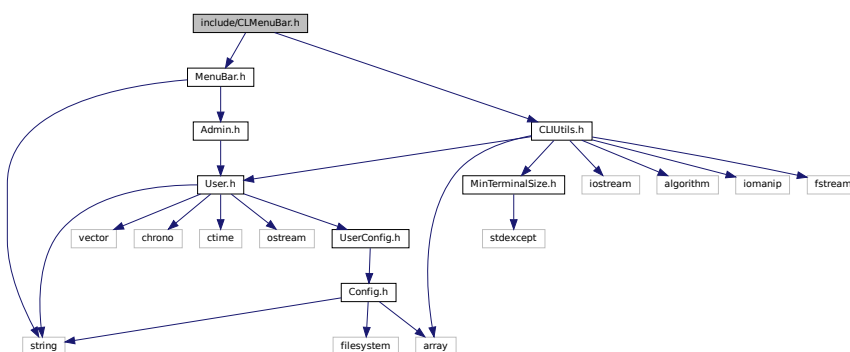 include/CLMenuBar.h
MenuBar.h
Admin.h
CLIUtils.h
User.h
MinTerminalSize.h
iostream
algorithm
iomanip
fstream
vector
chrono
ctime
ostream
UserConfig.h
stdexcept
Config.h
string
filesystem
array